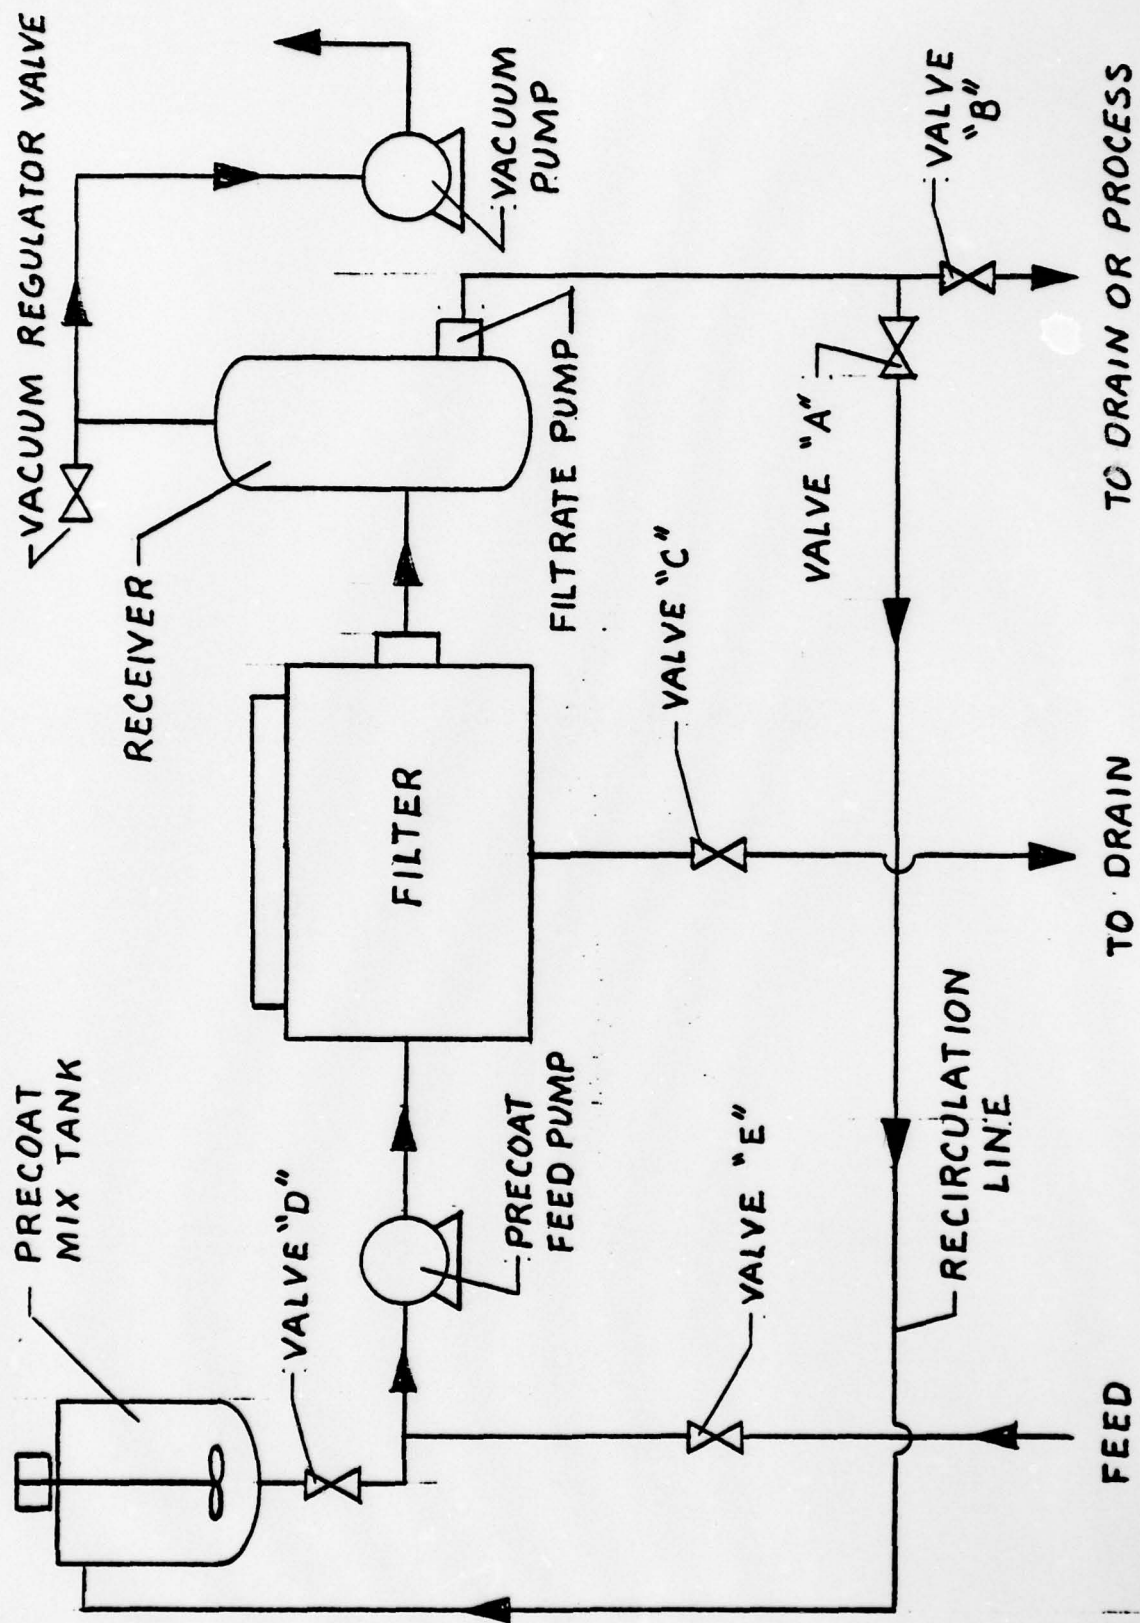 VACUUM REGULATOR VALVE
PRECOAT
MIX TANK
RECEIVER
VACUUM
PUMP
VALVE "D"
FILTER
PRECOAT
FEED PUMP
FILTRATE PUMP
VALVE "C"
VALVE "E"
VALVE "A"
VALVE
"B"
RECIRCULATION
LINE
FEED
TO DRAIN
TO DRAIN OR PROCESS